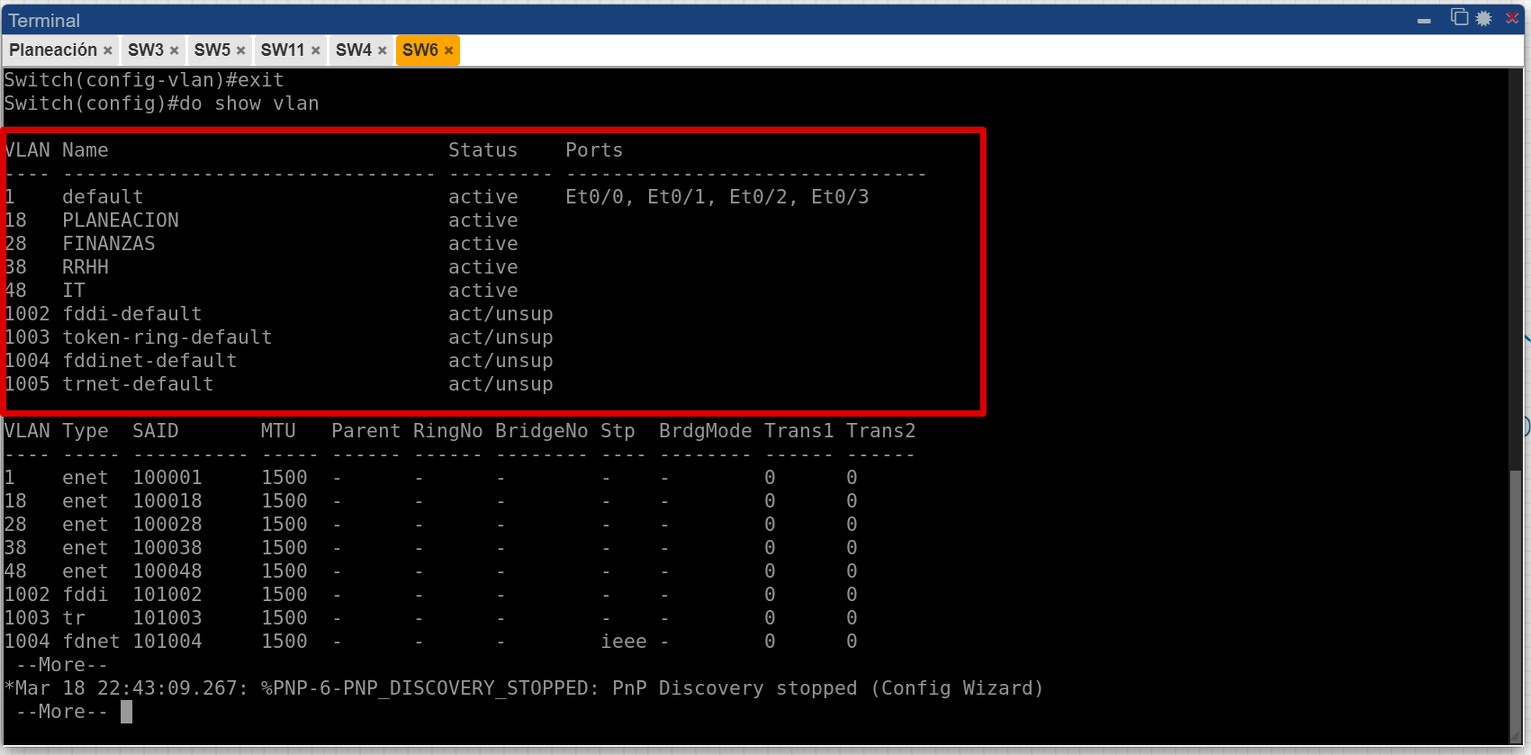 Terminal
Planeación × SW3 × SW5 × SW11 × SW4 × SW6 ×
Switch(config-vlan)#exit
Switch(config)#do show vlan
VLAN Name                             Status    Ports
---- -------------------------------- --------- -------------------------------
1    default                          active    Et0/0, Et0/1, Et0/2, Et0/3
18   PLANEACION                       active
28   FINANZAS                         active
38   RRHH                             active
48   IT                               active
1002 fddi-default                     act/unsup
1003 token-ring-default               act/unsup
1004 fddinet-default                  act/unsup
1005 trnet-default                    act/unsup
VLAN Type  SAID       MTU   Parent RingNo BridgeNo Stp  BrdgMode Trans1 Trans2
---- ----- ---------- ----- ------ ------ -------- ---- -------- ------ ------
1    enet  100001     1500  -      -      -        -    -        0      0
18   enet  100018     1500  -      -      -        -    -        0      0
28   enet  100028     1500  -      -      -        -    -        0      0
38   enet  100038     1500  -      -      -        -    -        0      0
48   enet  100048     1500  -      -      -        -    -        0      0
1002 fddi  101002     1500  -      -      -        -    -        0      0
1003 tr    101003     1500  -      -      -        -    -        0      0
1004 fdnet 101004     1500  -      -      -        ieee -        0      0
 --More--
*Mar 18 22:43:09.267: %PNP-6-PNP_DISCOVERY_STOPPED: PnP Discovery stopped (Config Wizard)
 --More--